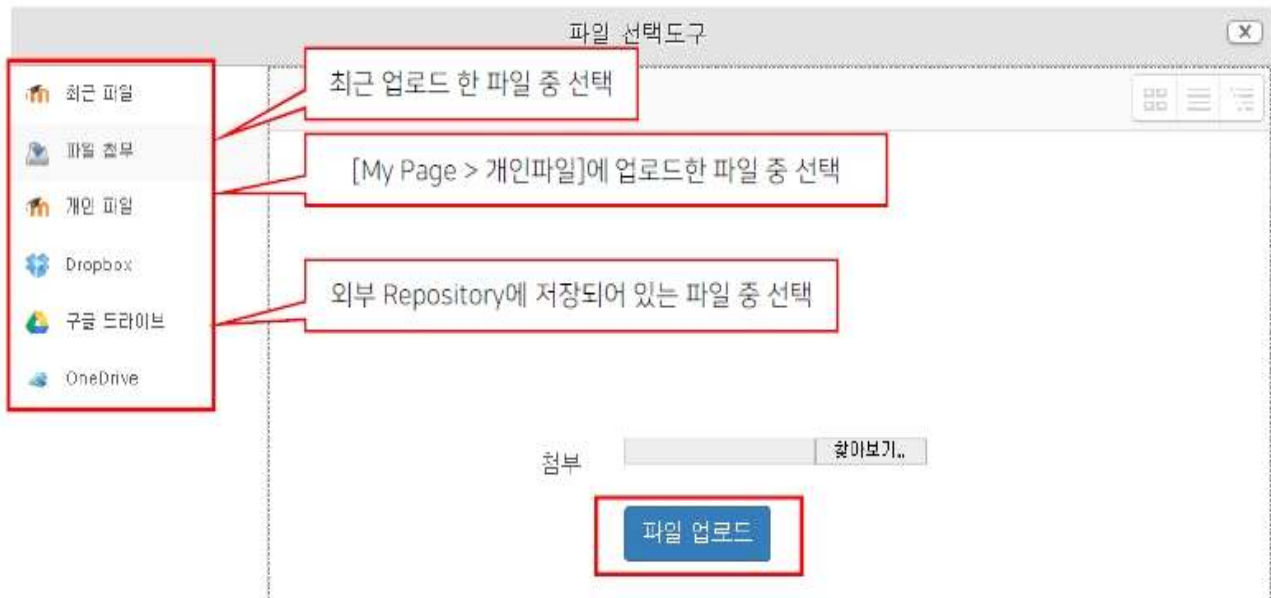 파일 선택도구
X
최근 파일
파일 첨부
개인 파일
Dropbox
구글 드라이브
OneDrive
최근 업로드 한 파일 중 선택
[My Page > 개인파일]에 업로드한 파일 중 선택
외부 Repository에 저장되어 있는 파일 중 선택
첨부
찾아보기..
파일 업로드